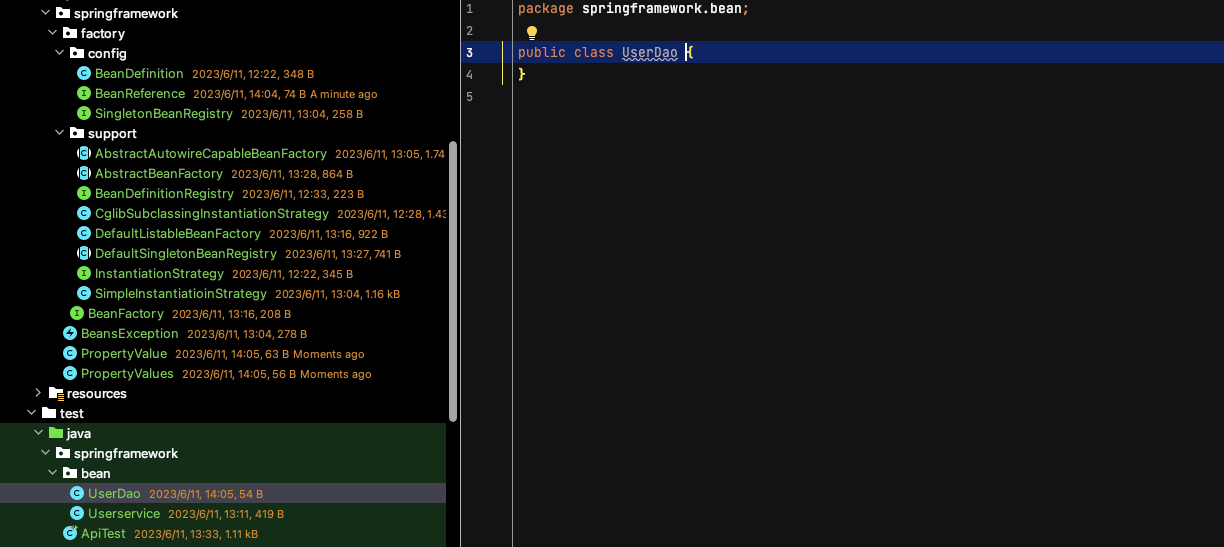 springframework
factory
config
BeanDefinition 2023/6/11, 12:22, 348 B
BeanReference 2023/6/11, 14:04, 74 B A minute ago
SingletonBeanRegistry 2023/6/11, 13:04, 258 B
support
AbstractAutowireCapableBeanFactory 2023/6/11, 13:05, 1.74
AbstractBeanFactory 2023/6/11, 13:28, 864 B
BeanDefinitionRegistry 2023/6/11, 12:33, 223 B
CglibSubclassingInstantiationStrategy 2023/6/11, 12:28, 1.43
DefaultListableBeanFactory 2023/6/11, 13:16, 922 B
DefaultSingletonBeanRegistry 2023/6/11, 13:27, 741 B
InstantiationStrategy 2023/6/11, 12:22, 345 B
SimpleInstantiatioinStrategy 2023/6/11, 13:04, 1.16 kB
BeanFactory 2023/6/11, 13:16, 208 B
BeansException 2023/6/11, 13:04, 278 B
PropertyValue 2023/6/11, 14:05, 63 B Moments ago
PropertyValues 2023/6/11, 14:05, 56 B Moments ago
resources
test
java
springframework
bean
UserDao 2023/6/11, 14:05, 54 B
Userservice 2023/6/11, 13:11, 419 B
ApiTest 2023/6/11, 13:33, 1.11 kB
1 package springframework.bean;
2
3 public class UserDao {
4 }
5